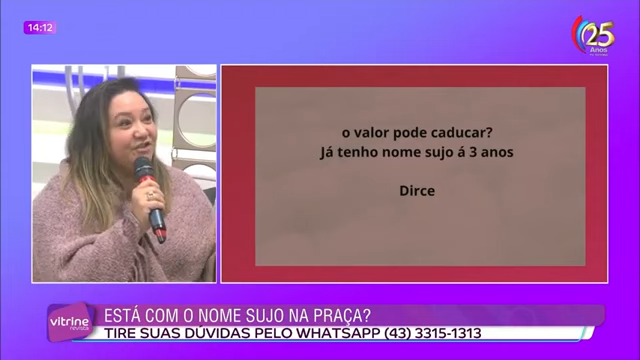 14:12
25
Anos
o valor pode caducar?
Já tenho nome sujo á 3 anos
Dirce
vitrine
revista
ESTÁ COM O NOME SUJO NA PRAÇA?
TIRE SUAS DÚVIDAS PELO WHATSAPP (43) 3315-1313